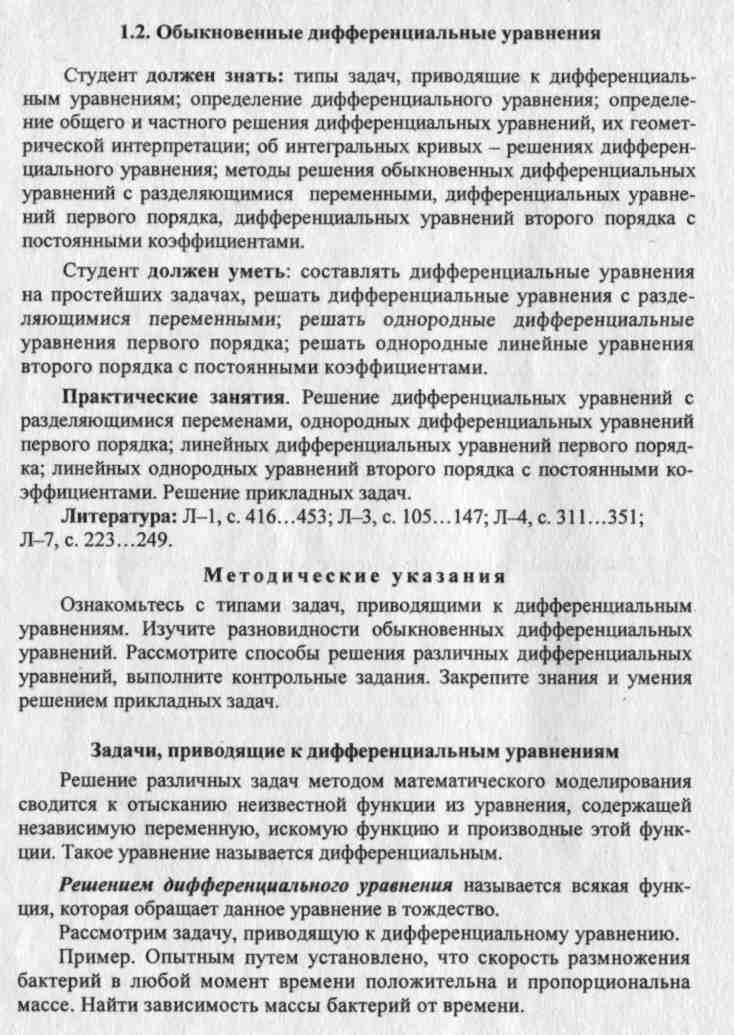 1.2. Обыкновенные дифференциальные уравнения
Студент должен знать: типы задач, приводящие к дифференциаль-
ным уравнениям; определение дифференциального уравнения; определе-
ние общего и частного решения дифференциальных уравнений, их геомет-
рической интерпретации; об интегральных кривых – решениях дифферен-
циального уравнения; методы решения обыкновенных дифференциальных
уравнений с разделяющимися переменными, дифференциальных уравне-
ний первого порядка, дифференциальных уравнений второго порядка с
постоянными коэффициентами.
Студент должен уметь: составлять дифференциальные уравнения
на простейших задачах, решать дифференциальные уравнения с разде-
ляющимися переменными; решать однородные дифференциальные
уравнения первого порядка; решать однородные линейные уравнения
второго порядка с постоянными коэффициентами.
Практические занятия. Решение дифференциальных уравнений с
разделяющимися переменами, однородных дифференциальных уравнений
первого порядка; линейных дифференциальных уравнений первого поряд-
ка; линейных однородных уравнений второго порядка с постоянными ко-
эффициентами. Решение прикладных задач.
Литература: Л–1, с. 416...453; Л–3, с. 105...147; Л–4, с. 311...351;
Л–7, с. 223...249.
Методические указания
Ознакомьтесь с типами задач, приводящими к дифференциальным
уравнениям. Изучите разновидности обыкновенных дифференциальных
уравнений. Рассмотрите способы решения различных дифференциальных
уравнений, выполните контрольные задания. Закрепите знания и умения
решением прикладных задач.
Задачи, приводящие к дифференциальным уравнениям
Решение различных задач методом математического моделирования
сводится к отысканию неизвестной функции из уравнения, содержащей
независимую переменную, искомую функцию и производные этой функ-
ции. Такое уравнение называется дифференциальным.
Решением дифференциального уравнения называется всякая функ-
ция, которая обращает данное уравнение в тождество.
Рассмотрим задачу, приводящую к дифференциальному уравнению.
Пример. Опытным путем установлено, что скорость размножения
бактерий в любой момент времени положительна и пропорциональна
массе. Найти зависимость массы бактерий от времени.